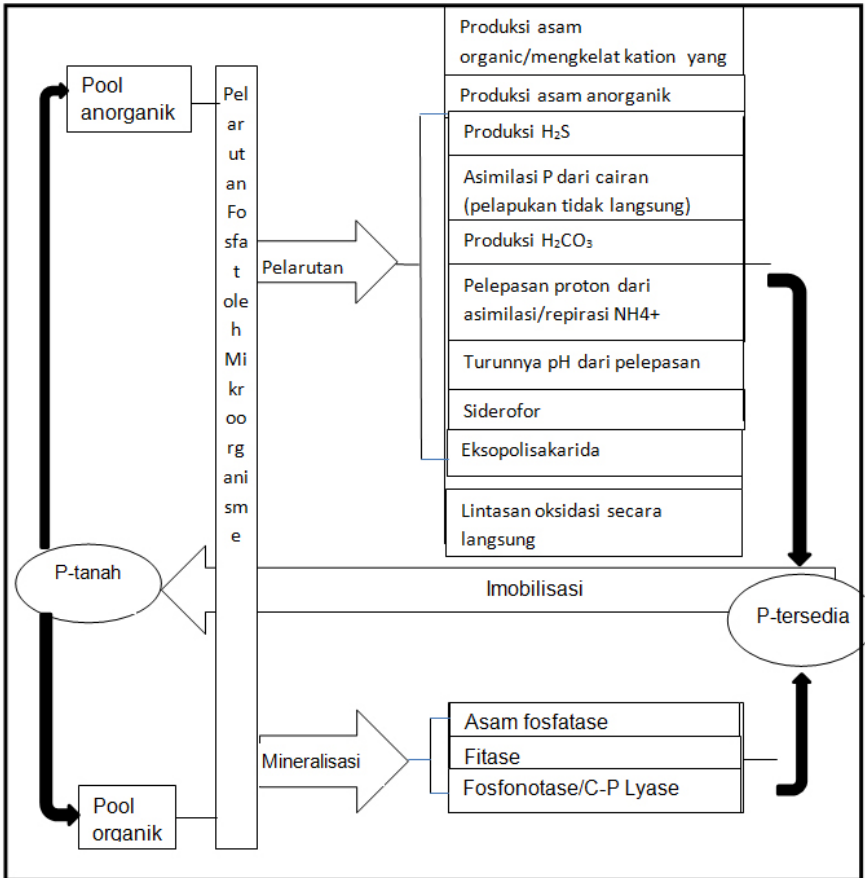 Pool
anorganik
Pel
ar
ut
an
Fo
sfa
t
ole
h
Mi
kr
oo
rg
ani
sm
e
Pelarutan
Produksi asam
organic/mengkelat kation yang
Produksi asam anorganik
Produksi H₂S
Asimilasi P dari cairan
(pelapukan tidak langsung)
Produksi H₂CO₃
Pelepasan proton dari
asimilasi/repirasi NH4+
Turunnya pH dari pelepasan
Siderofor
Eksopolisakarida
Lintasan oksidasi secara
langsung
P-tanah
Imobilisasi
P-tersedia
Mineralisasi
Asam fosfatase
Fitase
Fosfonotase/C-P Lyase
Pool
organik